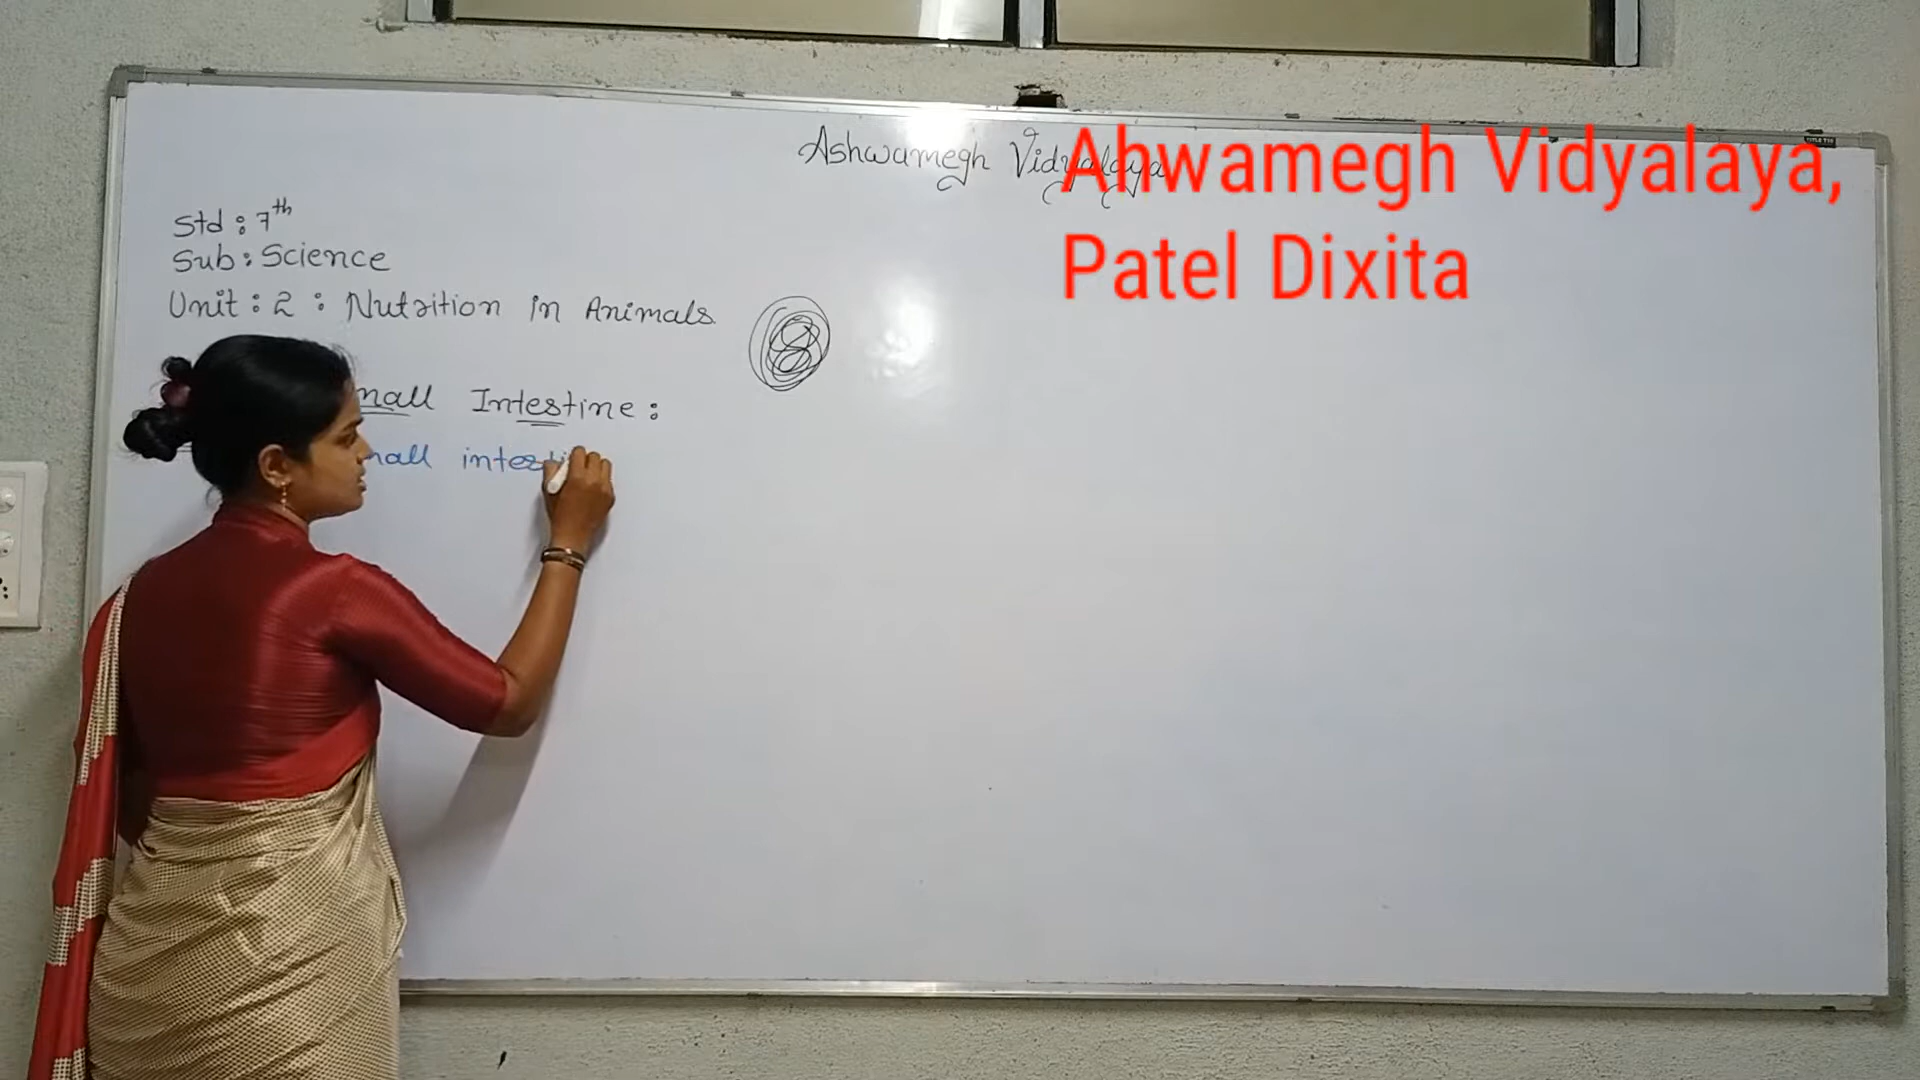 Ashwamegh Vidyalaya
Ahwamegh Vidyalaya,
Patel Dixita
Std : 7th
Sub : Science
Unit : 2 : Nutrition in Animals
Intestine :